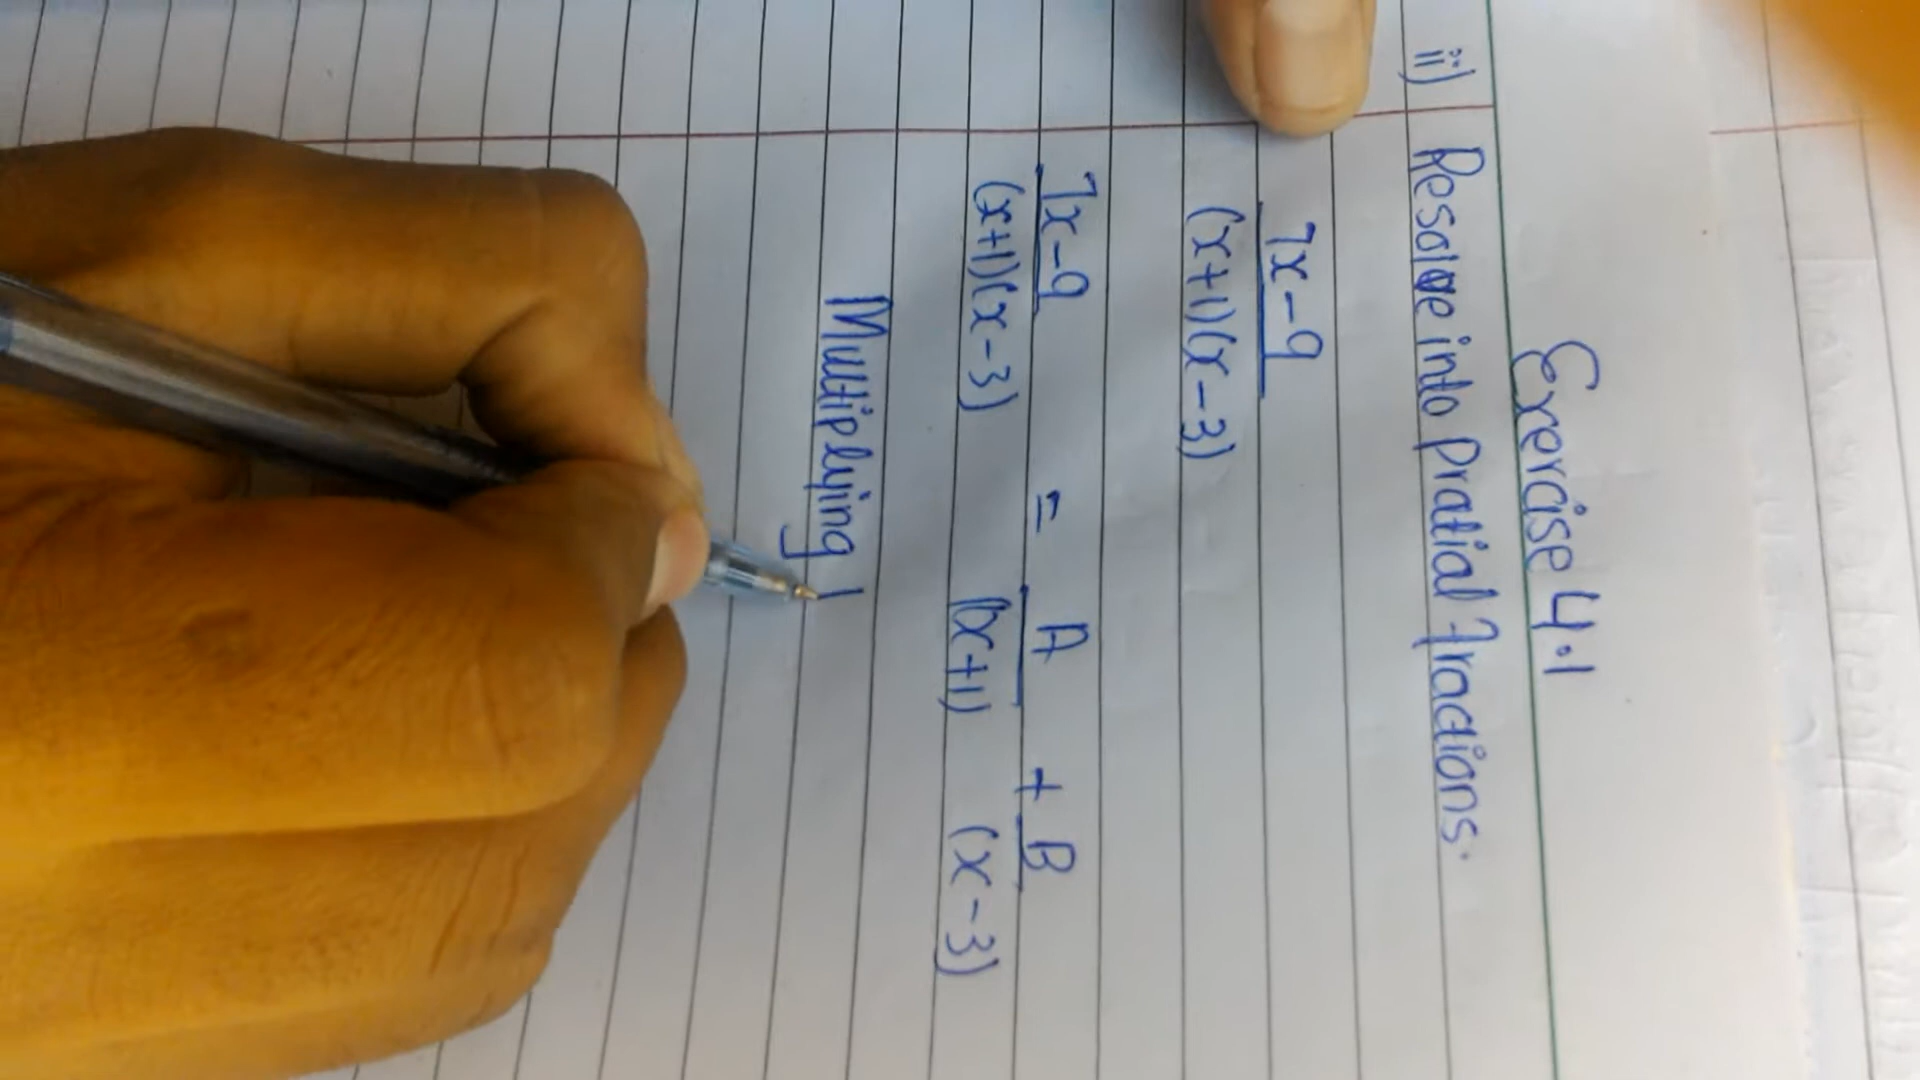 Exercise 4.1
ii) Resolve into Pratial Fractions.
7x-9
(x+1)(x-3)
7x-9 = A + B
(x+1)(x-3) (x+1) (x-3)
Multiplying